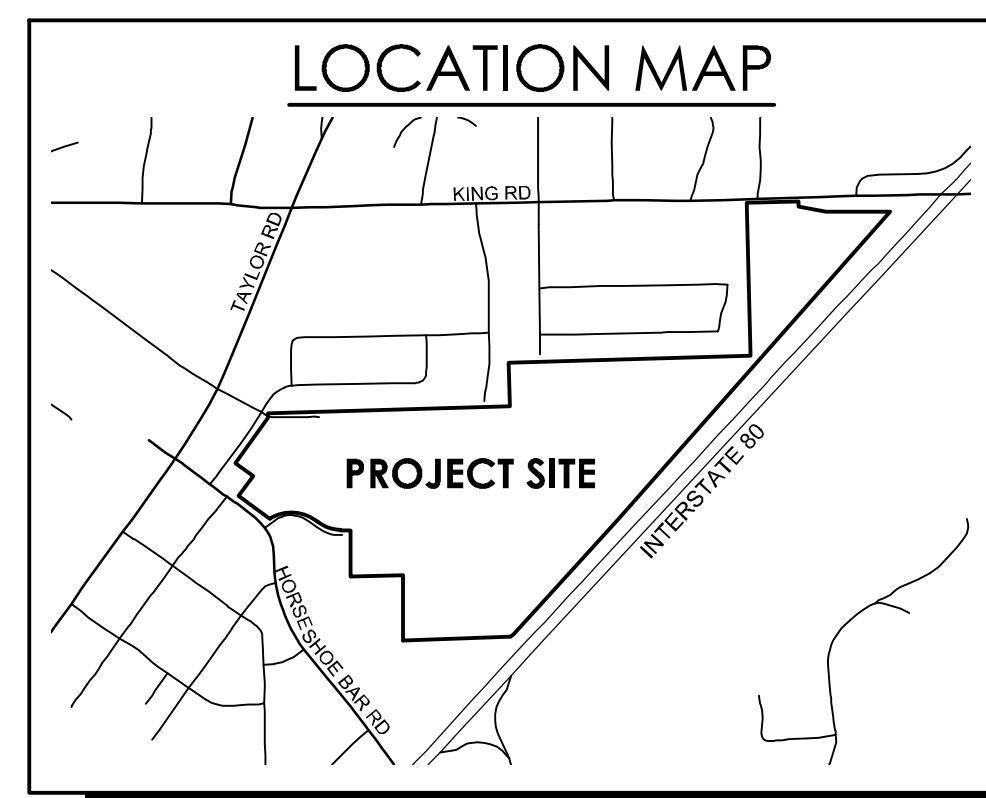 LOCATION MAP
KING RD
TAYLOR RD
PROJECT SITE
INTERSTATE 80
HORSESHOE BAR RD